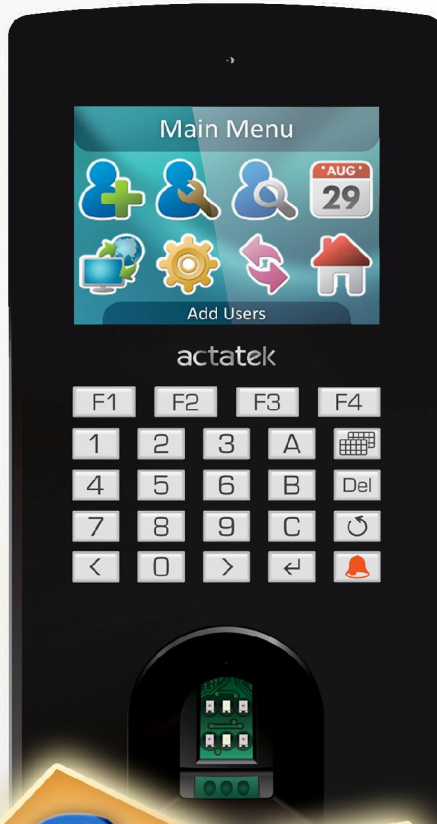 Main Menu
AUG
29
Add Users
actatek
F1 F2 F3 F4
1 2 3 A
4 5 6 B Del
7 8 9 C
< 0 >